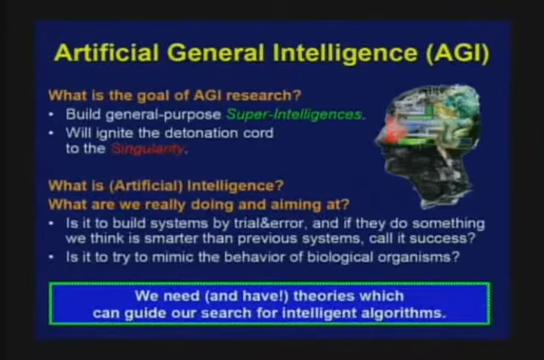 Artificial General Intelligence (AGI)
What is the goal of AGI research?
• Build general-purpose Super-Intelligences.
• Will ignite the detonation cord
to the Singularity.
What is (Artificial) Intelligence?
What are we really doing and aiming at?
• Is it to build systems by trial&error, and if they do something
we think is smarter than previous systems, call it success?
• Is it to try to mimic the behavior of biological organisms?
We need (and have!) theories which
can guide our search for intelligent algorithms.